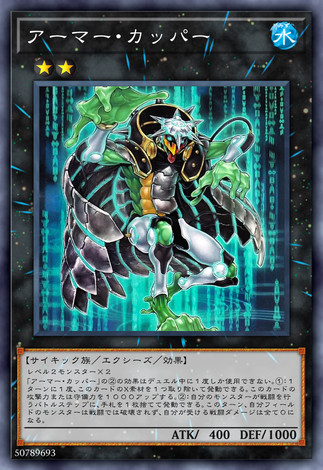 アーマー・カッパー
水
【サイキック族／エクシーズ／効果】
レベル2モンスター×2
『アーマー・カッパー』の②の効果はデュエル中に1度しか使用できない。①:1
ターンに1度、このカードのX素材を1つ取り除いて発動できる。このカードの
攻撃力または守備力を1000アップする。②:自分のモンスターが戦闘を行
うバトルステップに、手札を1枚捨てて発動できる。このターン、自分フィール
ドのモンスターは戦闘では破壊されず、自分が受ける戦闘ダメージは全て0にな
る。
ATK/ 400 DEF/1000
50789693